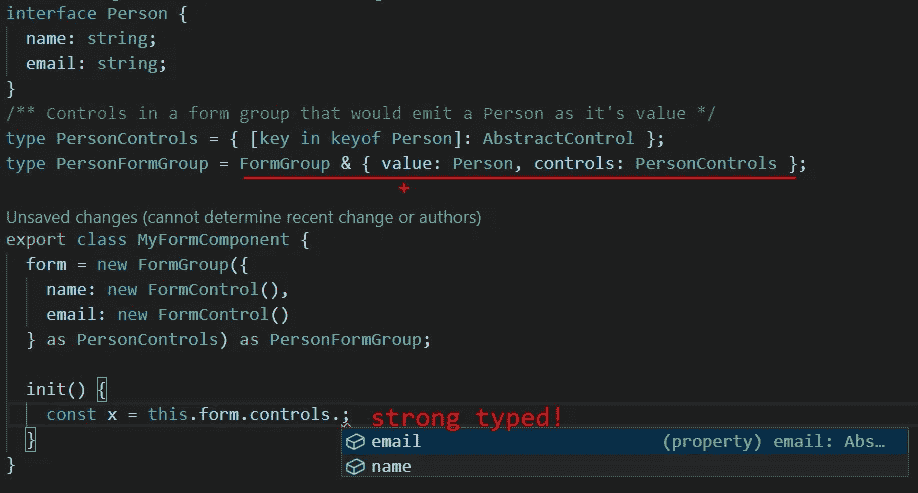 interface Person {
name: string;
email: string;
}
/** Controls in a form group that would emit a Person as it's value */
type PersonControls = { [key in keyof Person]: AbstractControl };
type PersonFormGroup = FormGroup & { value: Person, controls: PersonControls };
+
Unsaved changes (cannot determine recent change or authors)
export class MyFormComponent {
form = new FormGroup({
name: new FormControl(),
email: new FormControl()
} as PersonControls) as PersonFormGroup;
init() {
const x = this.form.controls.; strong typed!
}
email (property) email: Abs…
name
}